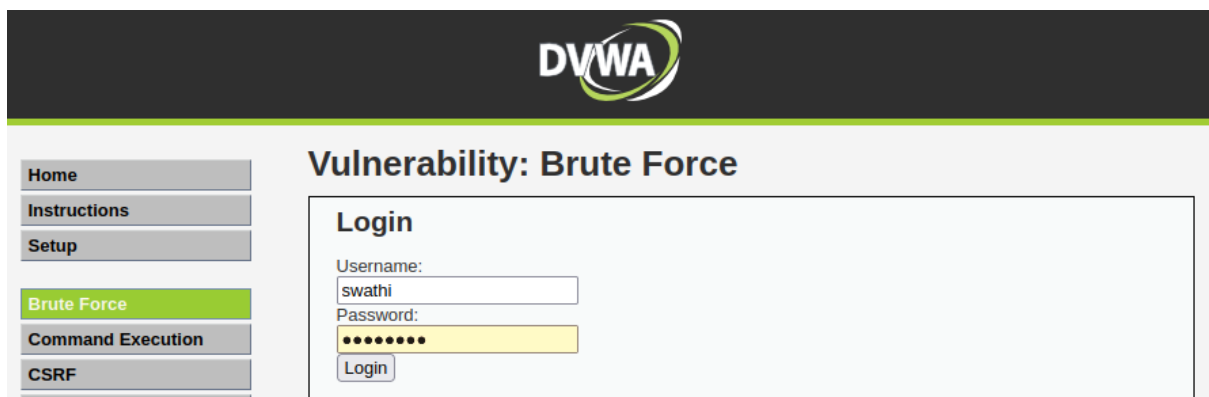 DVWA
Home
Instructions
Setup
Brute Force
Command Execution
CSRF
Vulnerability: Brute Force
Login
Username:
swathi
Password:
••••••••
Login